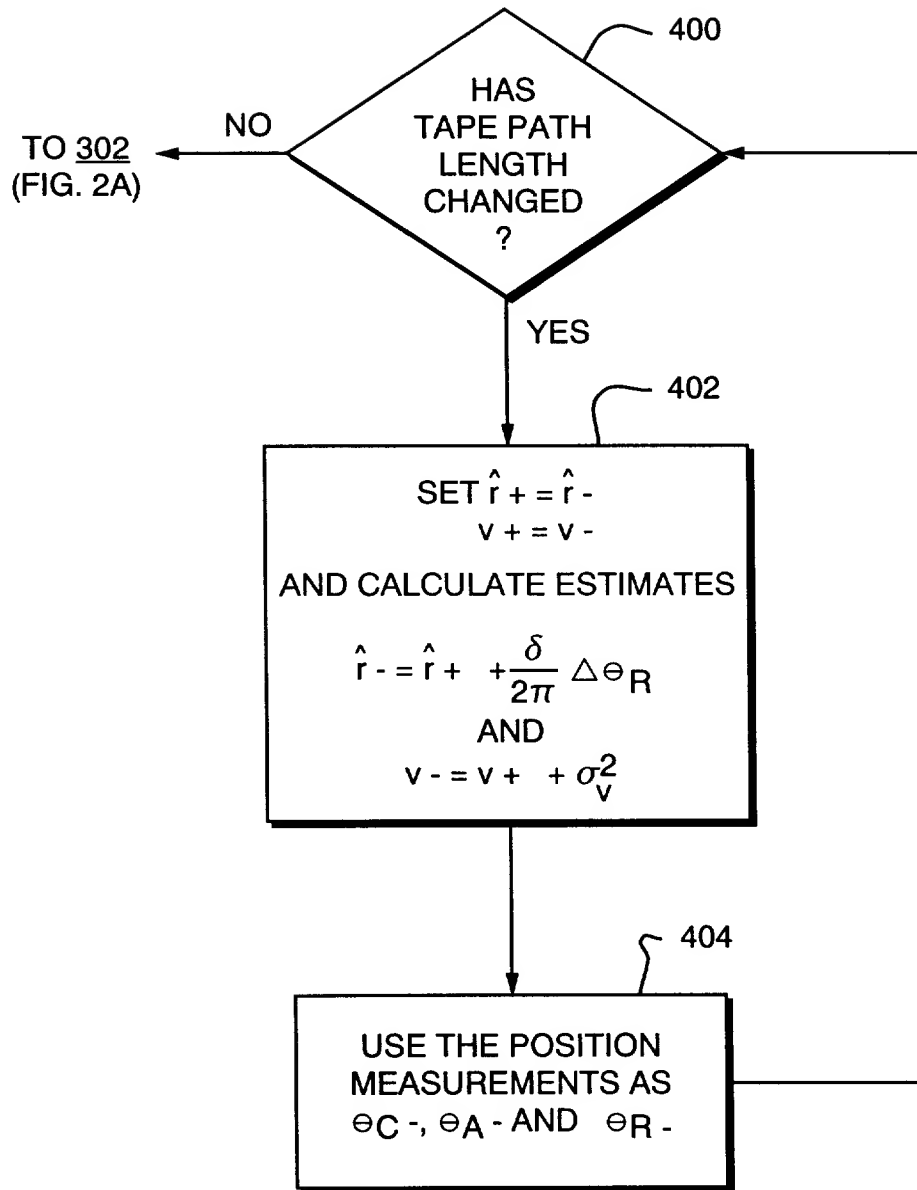 400
HAS
TAPE PATH
LENGTH
CHANGED
?
NO
TO 302
(FIG. 2A)
YES
402
SET r̂ + = r̂ -
v + = v -
AND CALCULATE ESTIMATES
r̂ - = r̂ + + δ/2π △ΘR
AND
v - = v + + σ²v
404
USE THE POSITION
MEASUREMENTS AS
ΘC -, ΘA - AND ΘR -